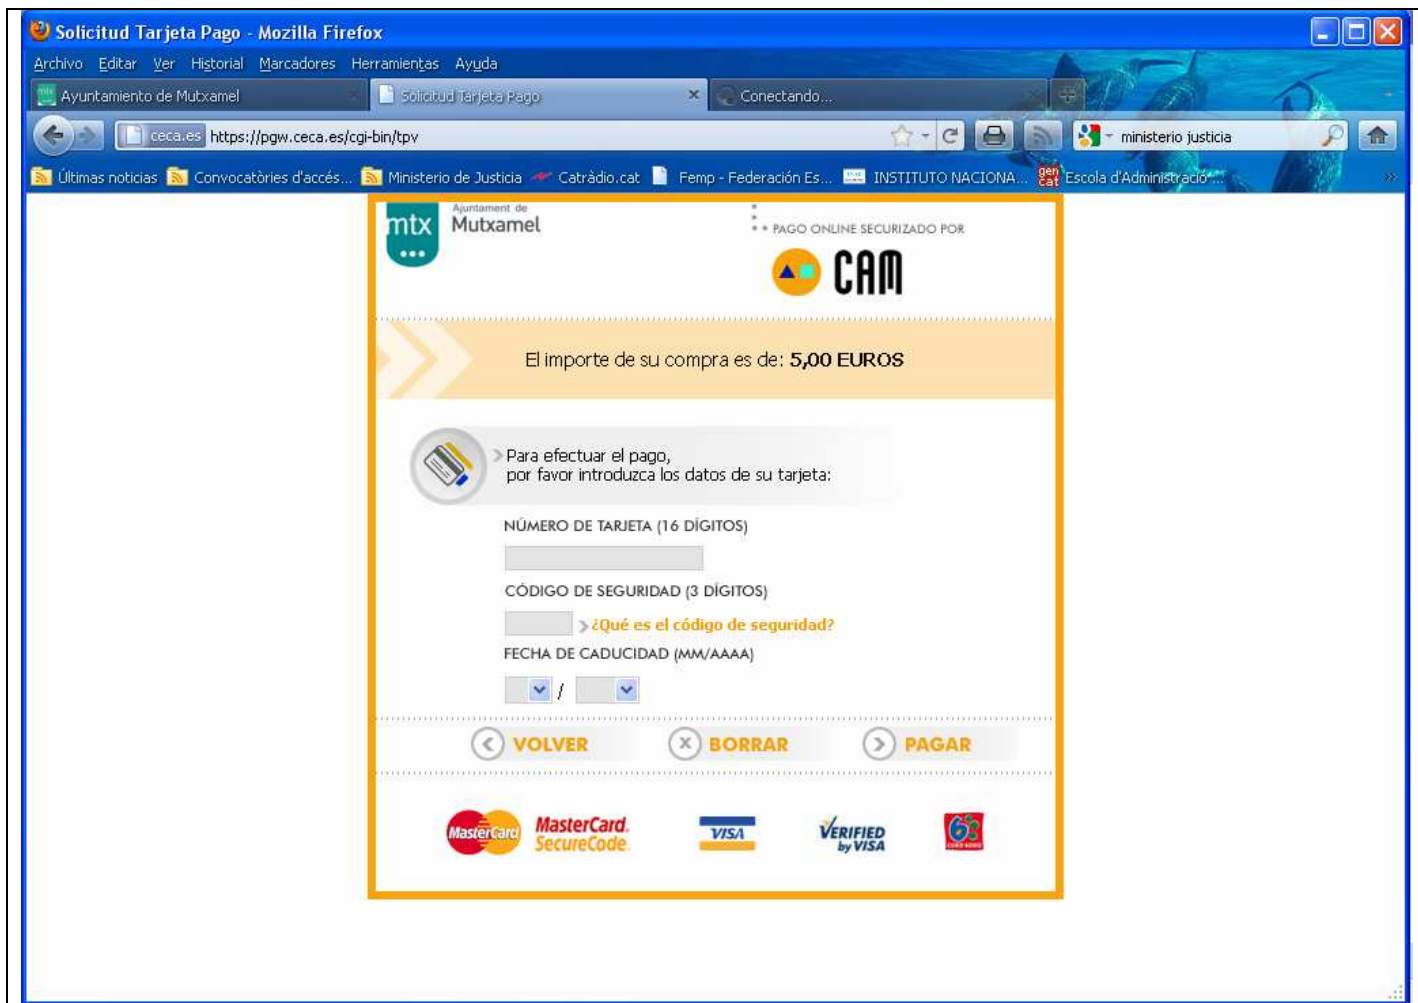 Solicitud Tarjeta Pago - Mozilla Firefox
Archivo Editar Ver Historial Marcadores Herramientas Ayuda
Ayuntamiento de Mutxamel
Solicitud Tarjeta Pago
Conectando...
ceca.es https://pgw.ceca.es/cgi-bin/tpv
ministerio justicia
Últimas noticias Convocatòries d'accés... Ministerio de Justicia Catràdio.cat Femp - Federación Es... INSTITUTO NACIONA... gen cat Escola d'Administració ...
mtx
Ajuntament de
Mutxamel
PAGO ONLINE SECURIZADO POR
CAM
El importe de su compra es de: 5,00 EUROS
Para efectuar el pago,
por favor introduzca los datos de su tarjeta:
NÚMERO DE TARJETA (16 DÍGITOS)
CÓDIGO DE SEGURIDAD (3 DÍGITOS)
¿Qué es el código de seguridad?
FECHA DE CADUCIDAD (MM/AAAA)
/
VOLVER BORRAR PAGAR
MasterCard
MasterCard.
SecureCode.
VISA
VERIFIED
by VISA
6000
EURO 6000